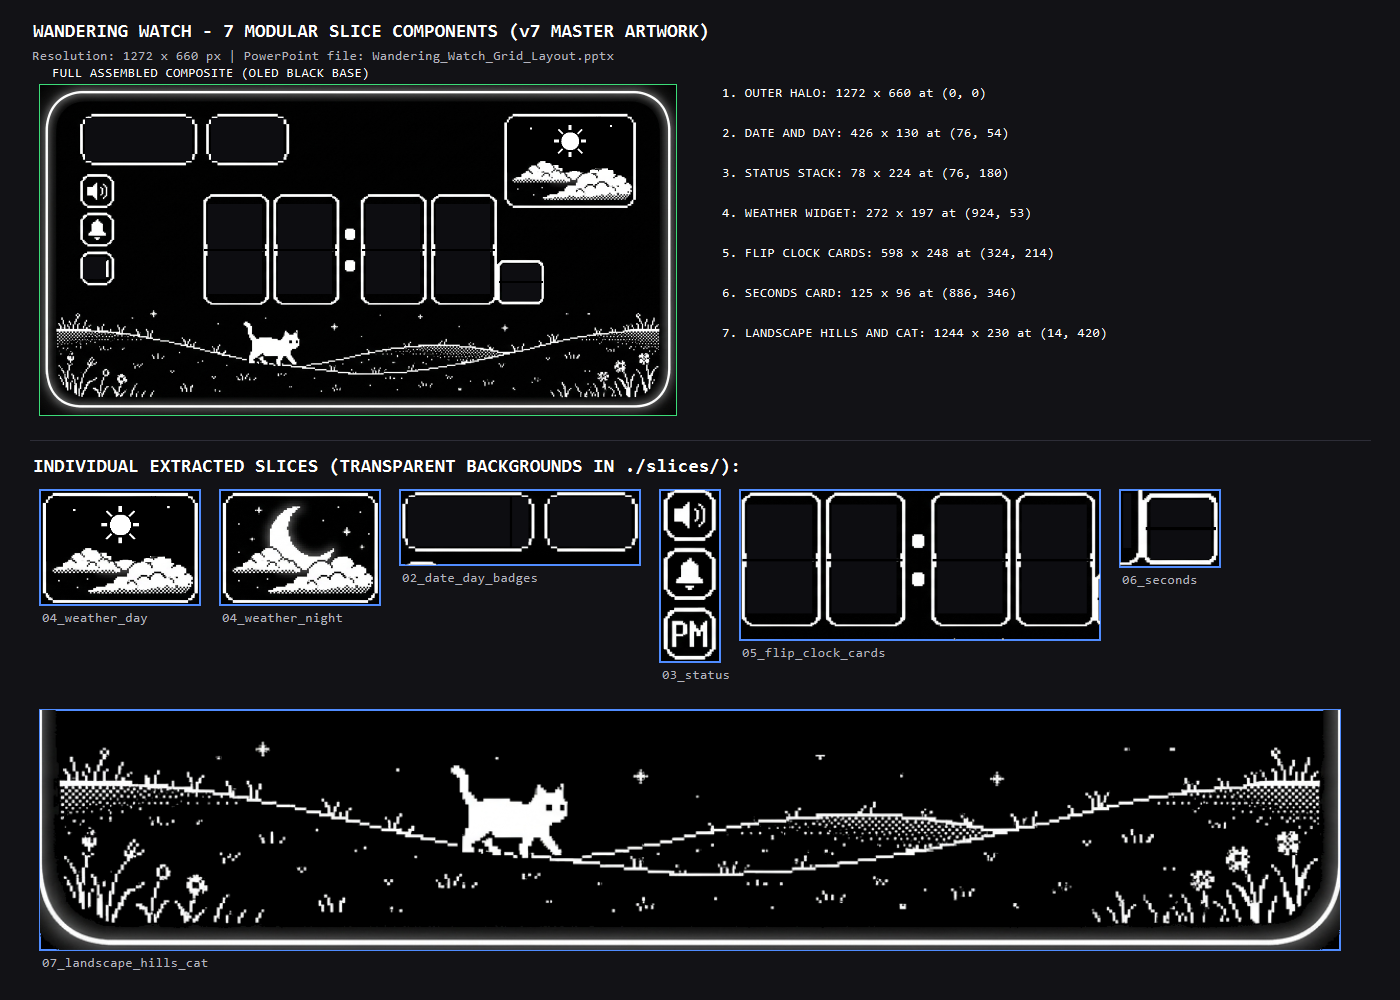 WANDERING WATCH - 7 MODULAR SLICE COMPONENTS (v7 MASTER ARTWORK)
Resolution: 1272 x 660 px | PowerPoint file: Wandering_Watch_Grid_Layout.pptx
FULL ASSEMBLED COMPOSITE (OLED BLACK BASE)
1. OUTER HALO: 1272 x 660 at (0, 0)
2. DATE AND DAY: 426 x 130 at (76, 54)
3. STATUS STACK: 78 x 224 at (76, 180)
4. WEATHER WIDGET: 272 x 197 at (924, 53)
5. FLIP CLOCK CARDS: 598 x 248 at (324, 214)
6. SECONDS CARD: 125 x 96 at (886, 346)
7. LANDSCAPE HILLS AND CAT: 1244 x 230 at (14, 420)
INDIVIDUAL EXTRACTED SLICES (TRANSPARENT BACKGROUNDS IN ./slices/):
04_weather_day
04_weather_night
02_date_day_badges
PM
03_status
05_flip_clock_cards
06_seconds
07_landscape_hills_cat